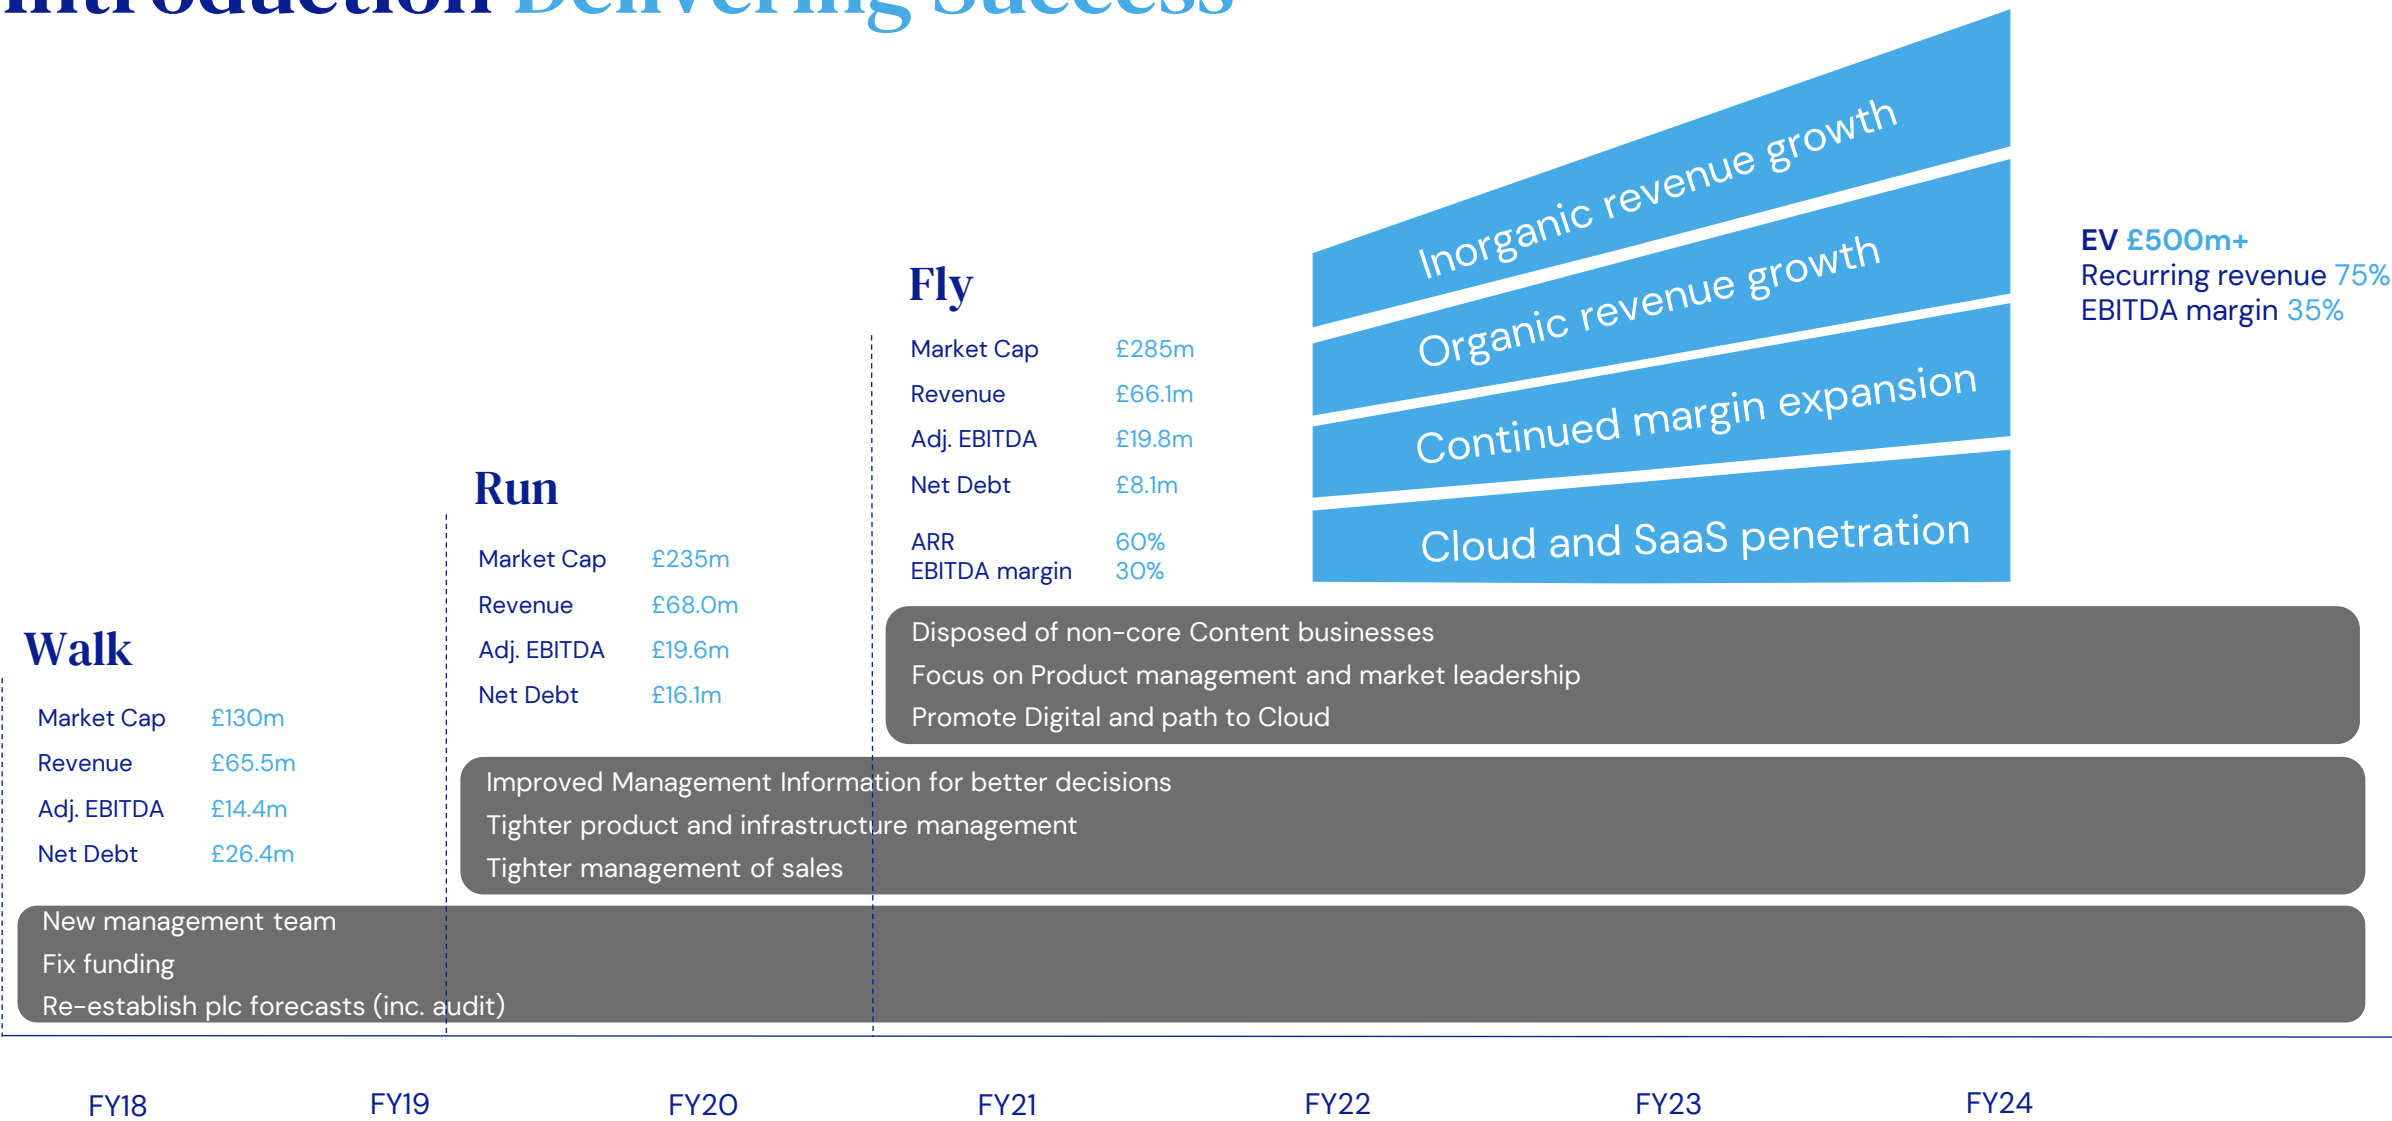 Introduction Delivering Success
Inorganic revenue growth
Organic revenue growth
Continued margin expansion
Cloud and SaaS penetration
EV £500m+
Recurring revenue 75%
EBITDA margin 35%
Fly
Market Cap £285m
Revenue £66.1m
Adj. EBITDA £19.8m
Net Debt £8.1m
ARR 60%
EBITDA margin 30%
Run
Market Cap £235m
Revenue £68.0m
Adj. EBITDA £19.6m
Net Debt £16.1m
Walk
Market Cap £130m
Revenue £65.5m
Adj. EBITDA £14.4m
Net Debt £26.4m
Disposed of non-core Content businesses
Focus on Product management and market leadership
Promote Digital and path to Cloud
Improved Management Information for better decisions
Tighter product and infrastructure management
Tighter management of sales
New management team
Fix funding
Re-establish plc forecasts (inc. audit)
FY18 FY19 FY20 FY21 FY22 FY23 FY24